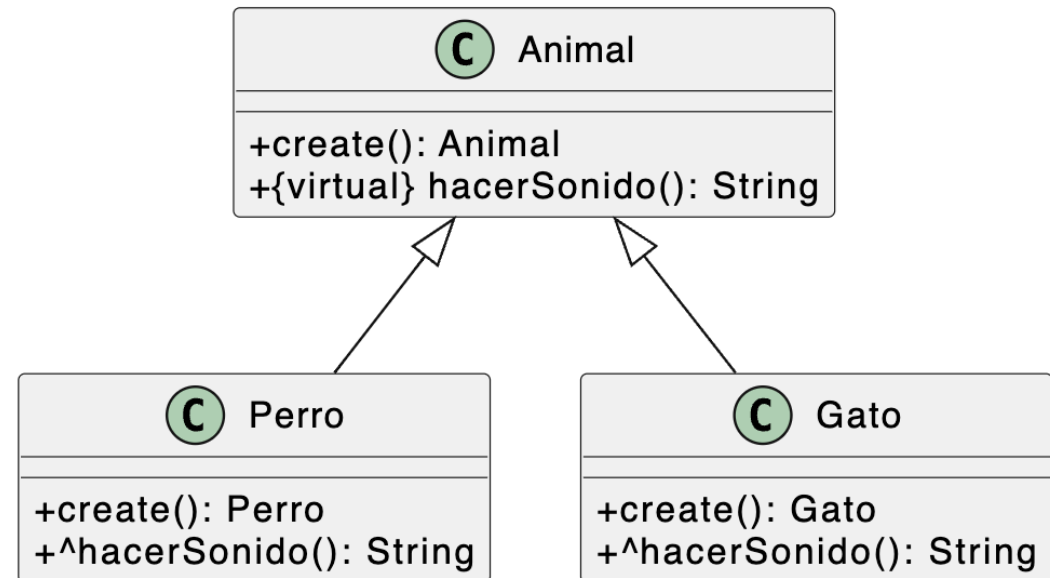 C Animal
+create(): Animal
+{virtual} hacerSonido(): String
C Perro
+create(): Perro
+^hacerSonido(): String
C Gato
+create(): Gato
+^hacerSonido(): String